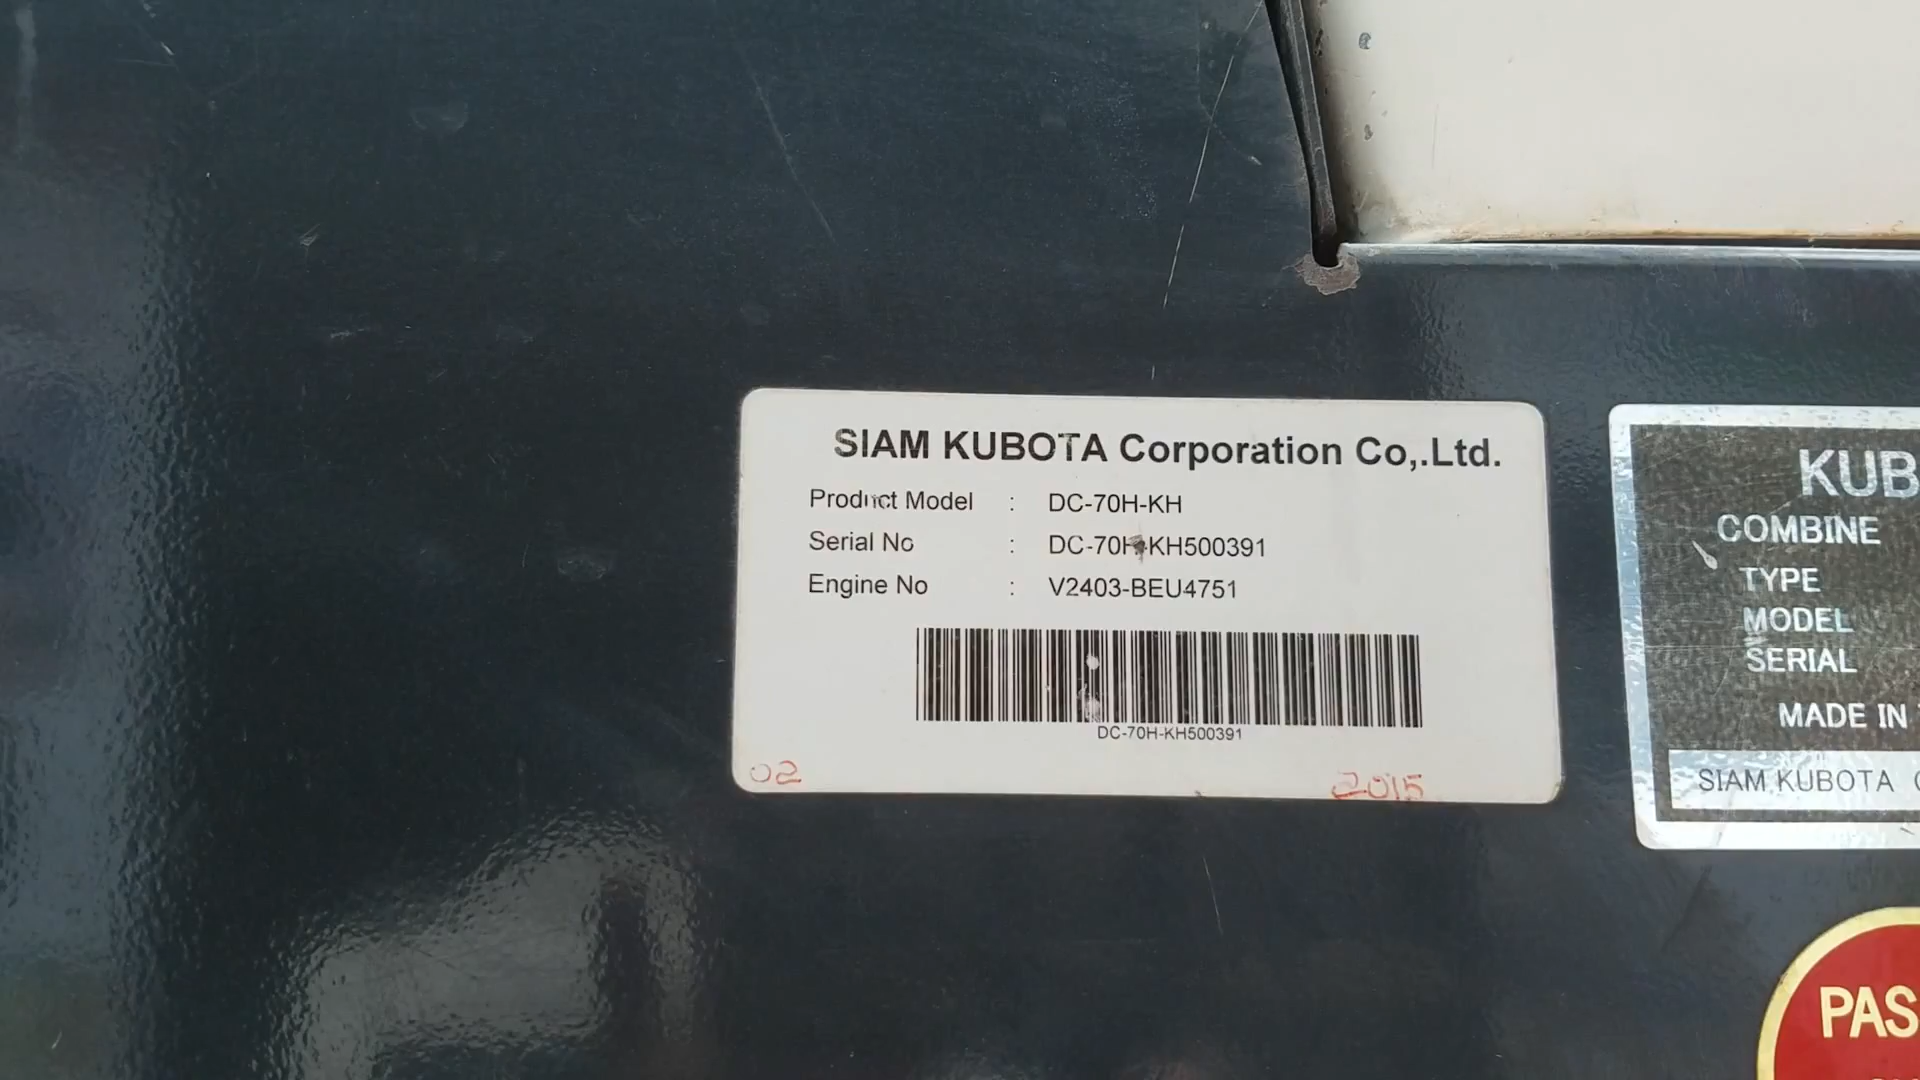 SIAM KUBOTA Corporation Co,.Ltd.
Product Model : DC-70H-KH
Serial No : DC-70H-KH500391
Engine No : V2403-BEU4751
DC-70H-KH500391
02 2015
KUB
COMBINE
TYPE
MODEL
SERIAL
MADE IN
SIAM KUBOTA
PAS